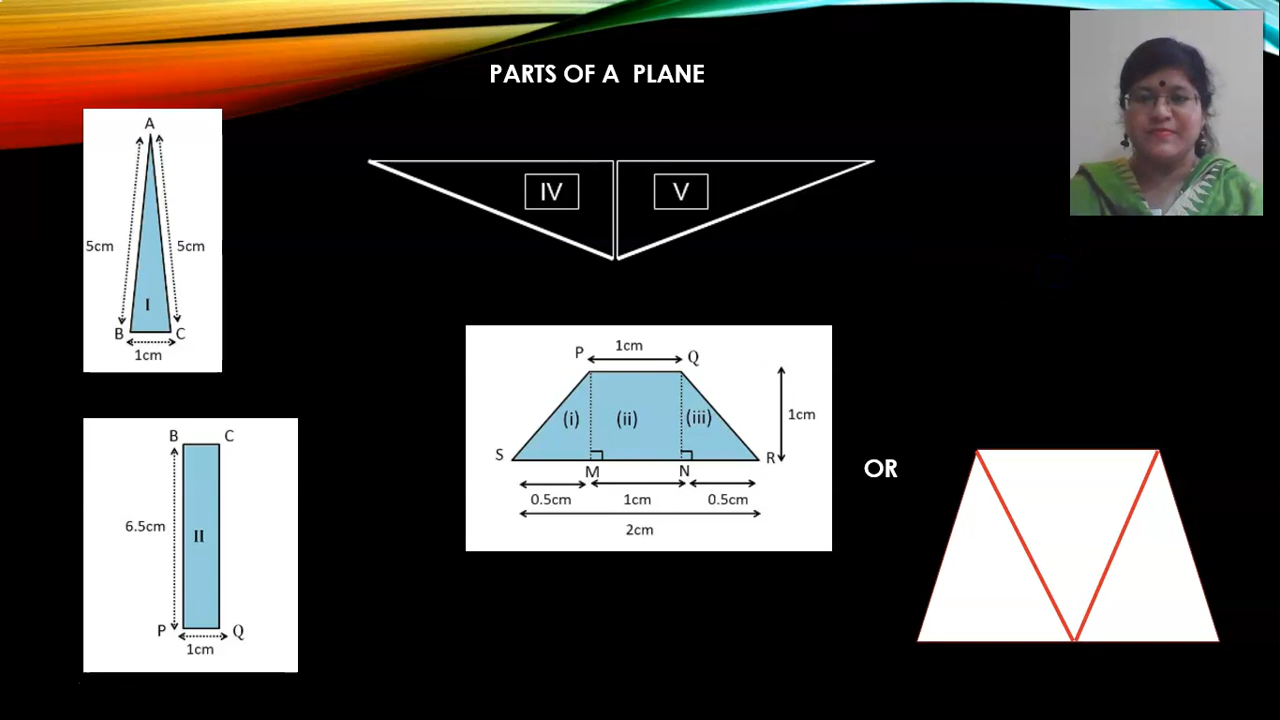 PARTS OF A PLANE
A
5cm
5cm
I
B
C
1cm
IV
V
P
1cm
Q
(i)
(ii)
(iii)
1cm
S
M
N
R
0.5cm
1cm
0.5cm
2cm
OR
B
C
6.5cm
II
P
Q
1cm